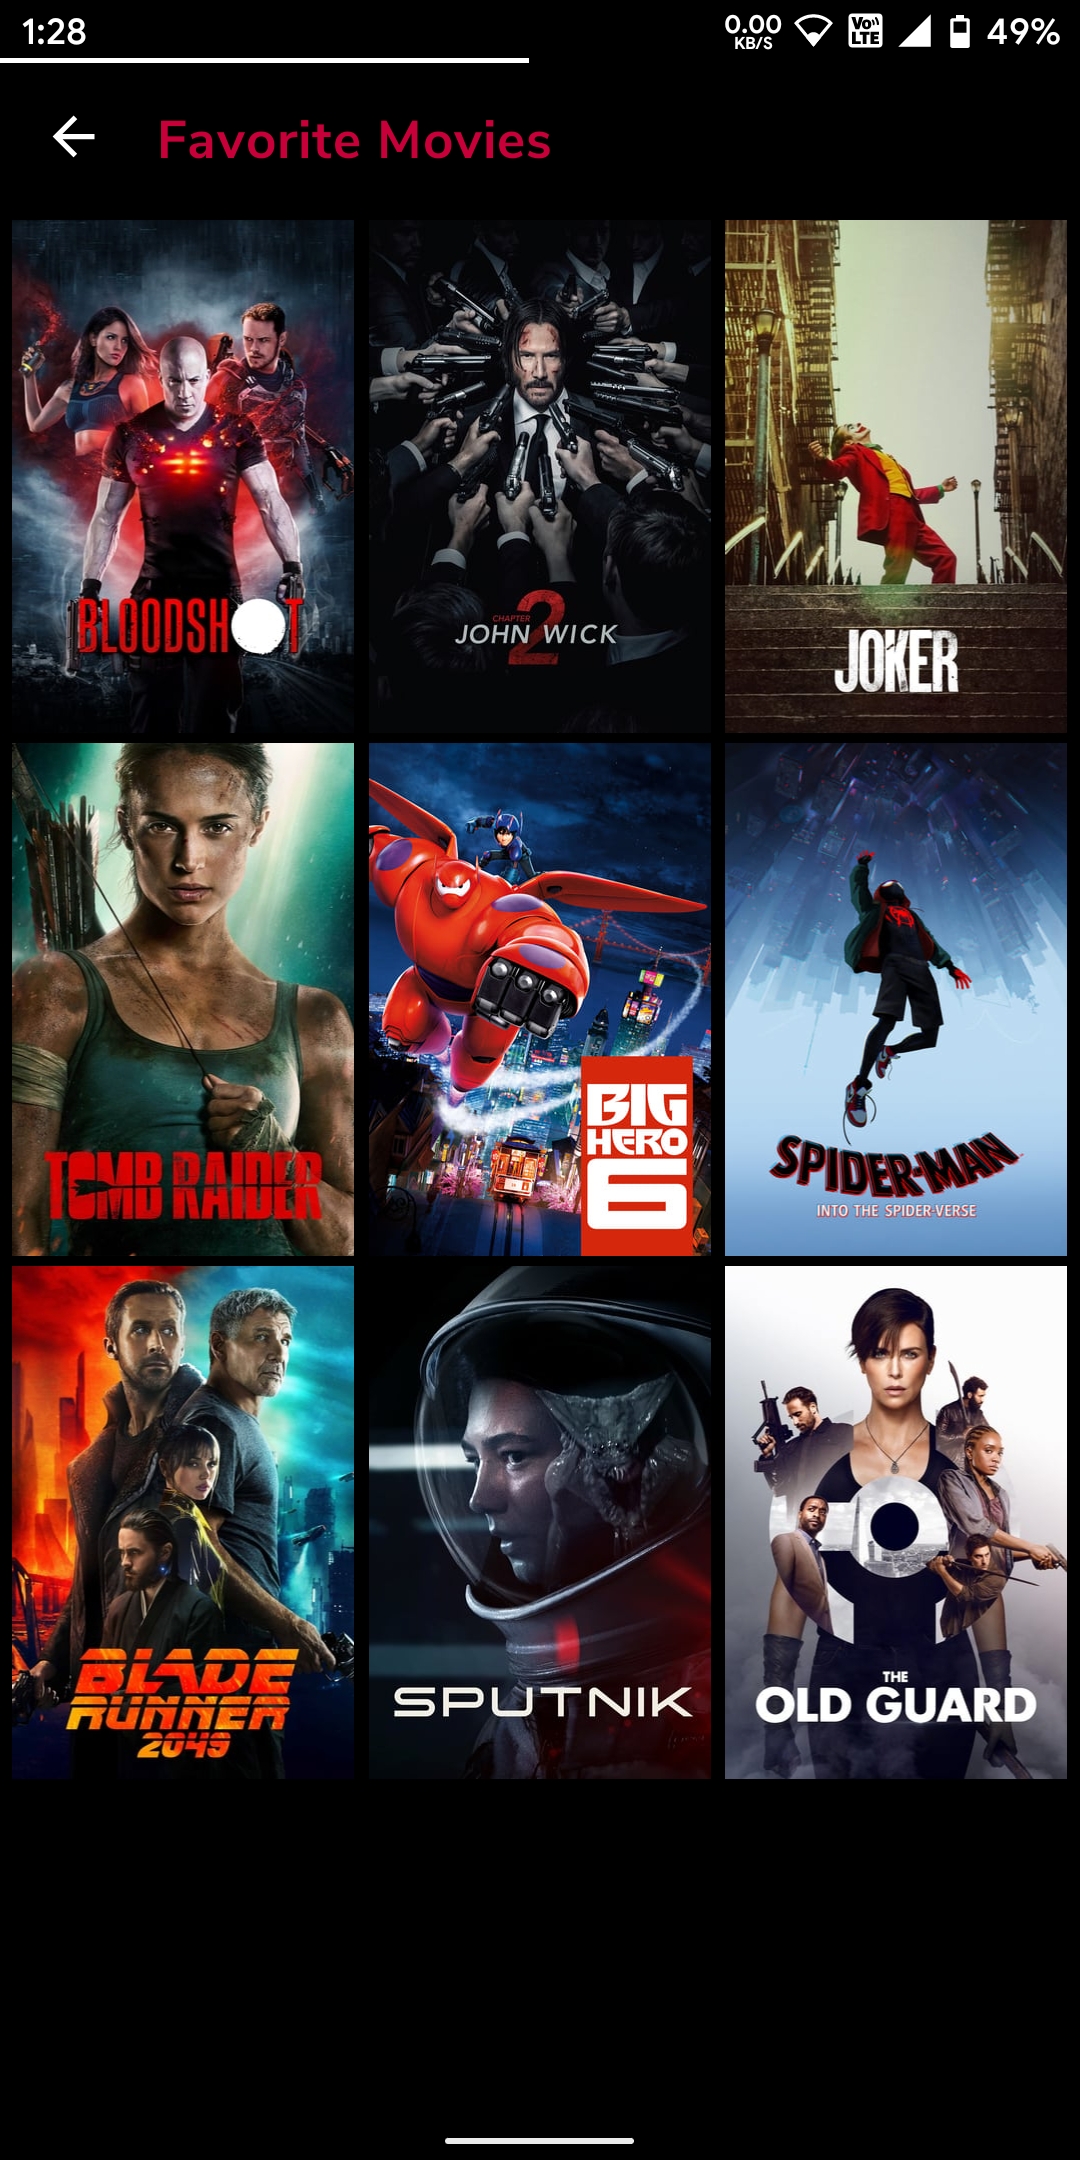 1:28
0.00
KB/S
Vo))
LTE
49%
Favorite Movies
BLOODSHOT
CHAPTER
2
JOHN WICK
JOKER
TOMB RAIDER
BIG
HERO
6
SPIDER-MAN
INTO THE SPIDER-VERSE
BLADE
RUNNER
2049
SPUTNIK
THE
OLD GUARD